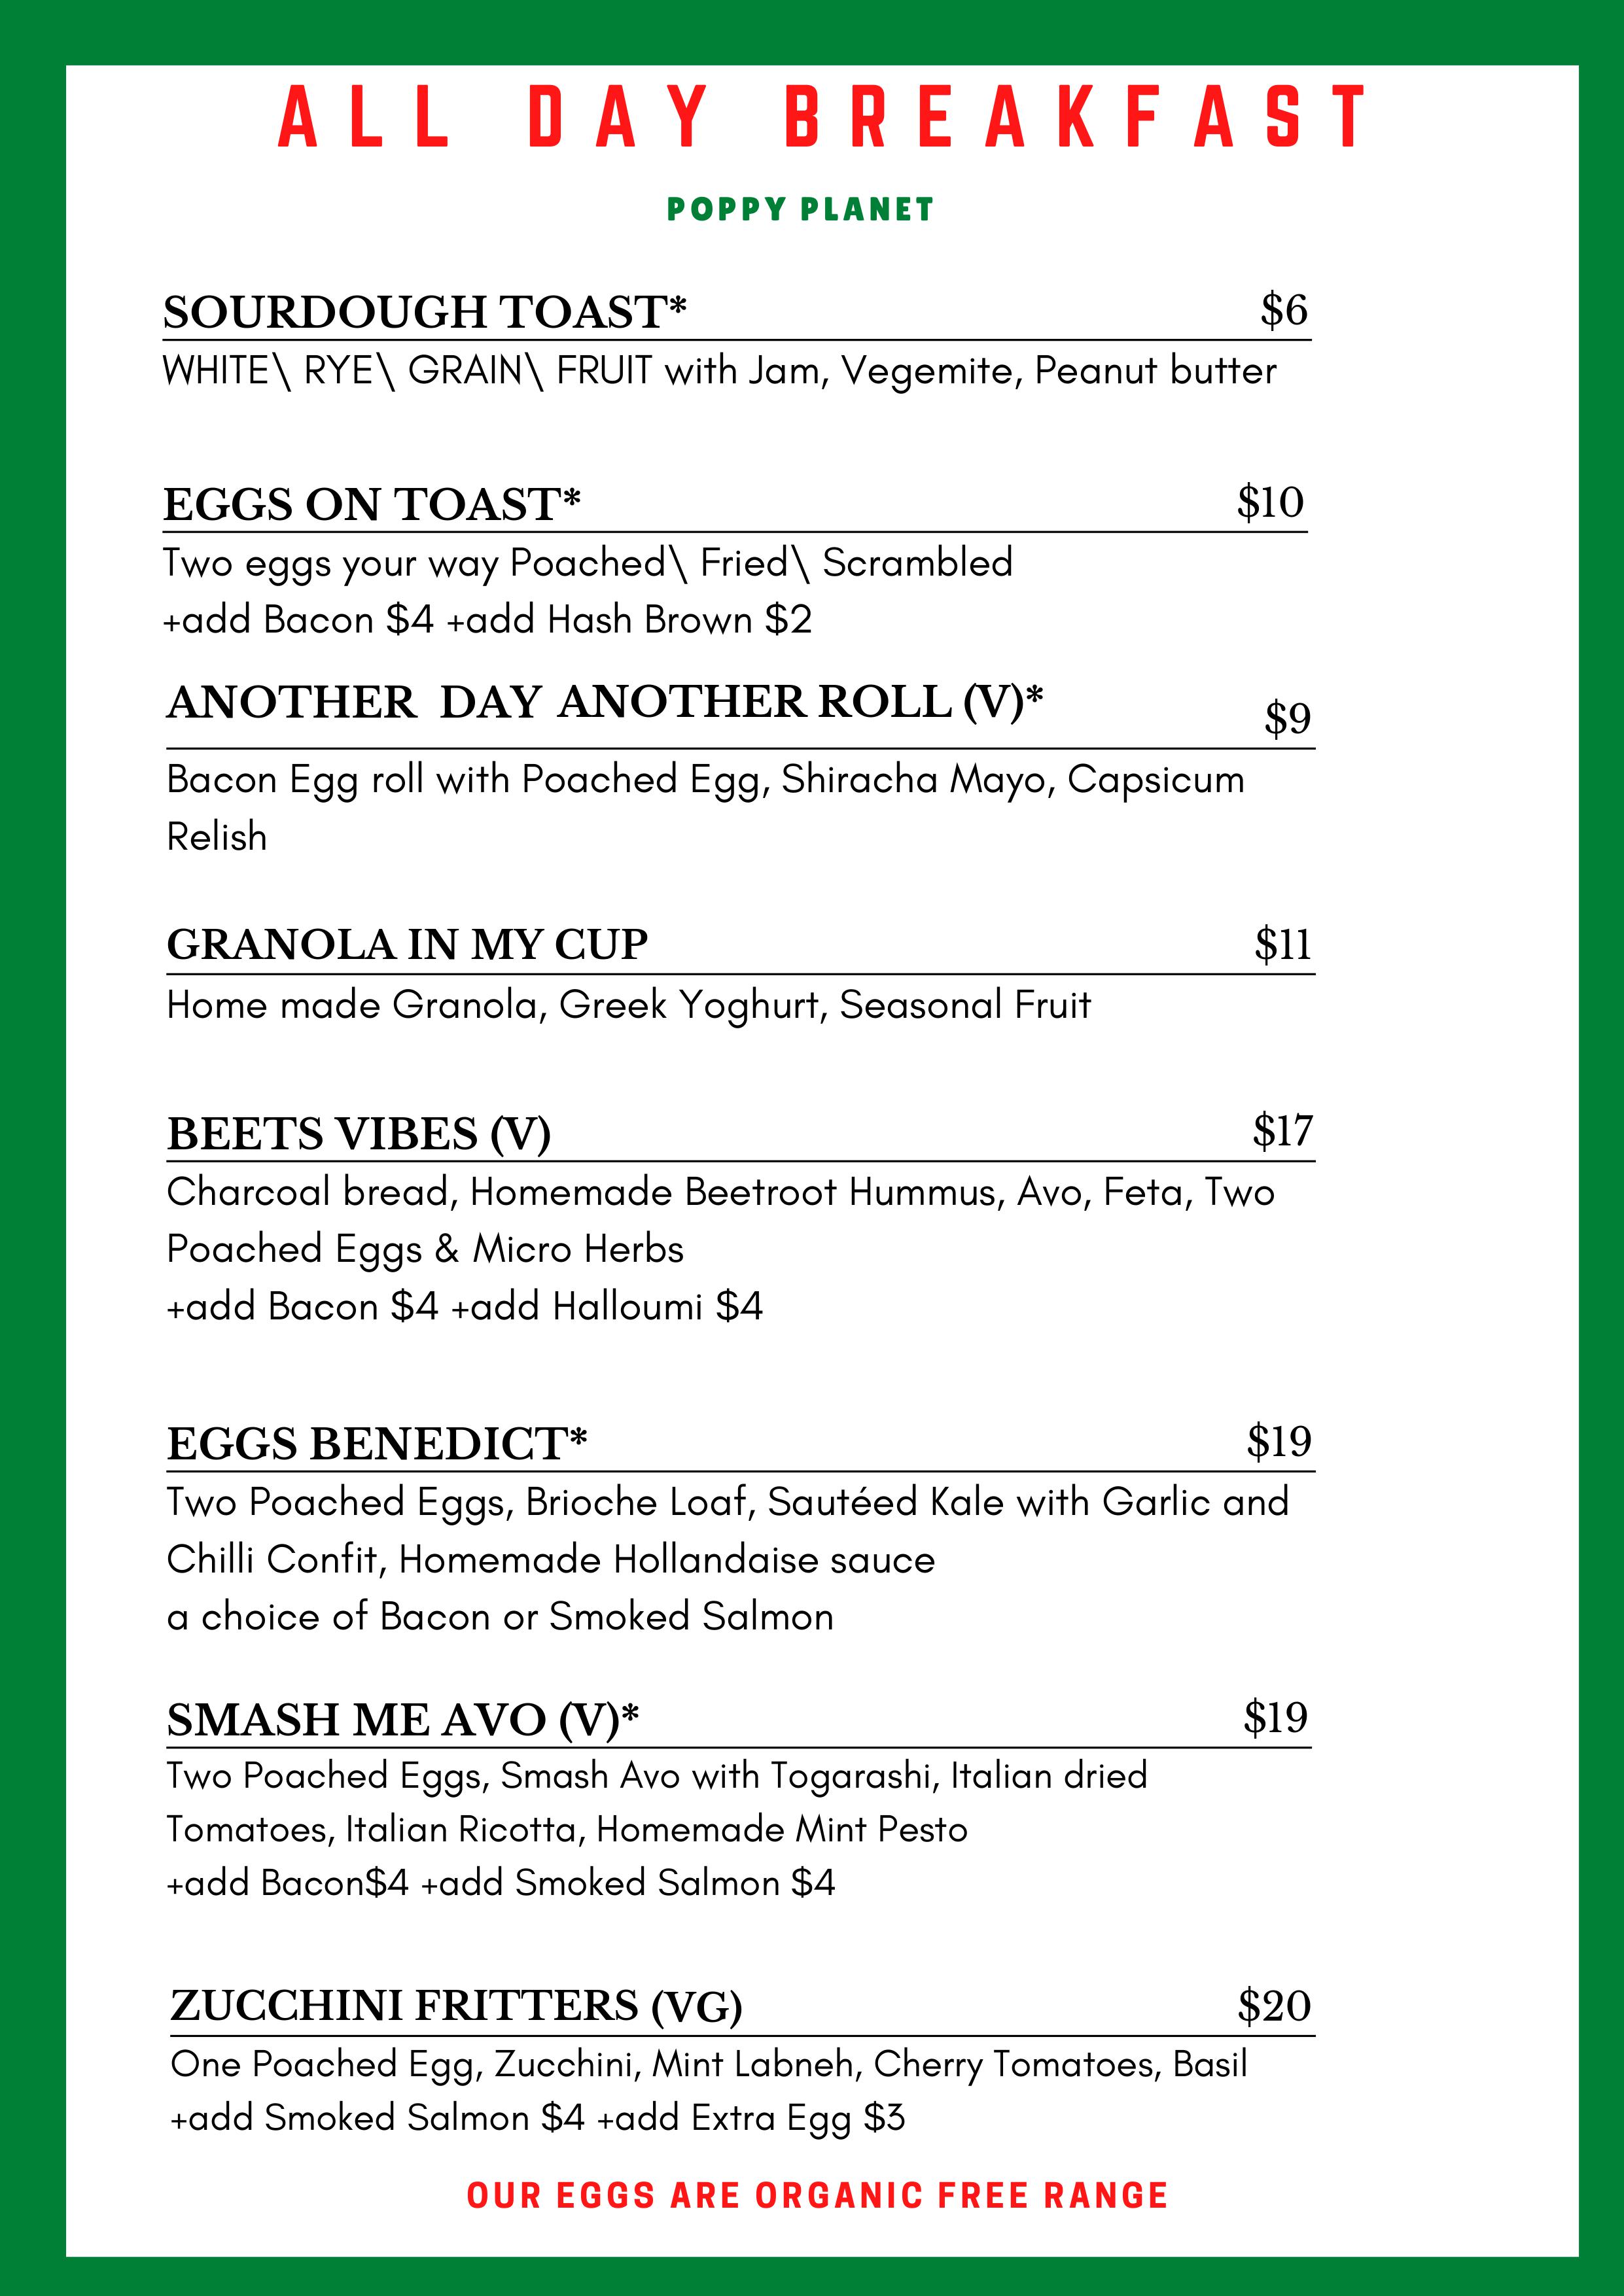 ALL DAY BREAKFAST
POPPY PLANET
SOURDOUGH TOAST* $6
WHITE\ RYE\ GRAIN\ FRUIT with Jam, Vegemite, Peanut butter
EGGS ON TOAST* $10
Two eggs your way Poached\ Fried\ Scrambled
+add Bacon $4 +add Hash Brown $2
ANOTHER DAY ANOTHER ROLL (V)* $9
Bacon Egg roll with Poached Egg, Shiracha Mayo, Capsicum
Relish
GRANOLA IN MY CUP $11
Home made Granola, Greek Yoghurt, Seasonal Fruit
BEETS VIBES (V) $17
Charcoal bread, Homemade Beetroot Hummus, Avo, Feta, Two
Poached Eggs & Micro Herbs
+add Bacon $4 +add Halloumi $4
EGGS BENEDICT* $19
Two Poached Eggs, Brioche Loaf, Sautéed Kale with Garlic and
Chilli Confit, Homemade Hollandaise sauce
a choice of Bacon or Smoked Salmon
SMASH ME AVO (V)* $19
Two Poached Eggs, Smash Avo with Togarashi, Italian dried
Tomatoes, Italian Ricotta, Homemade Mint Pesto
+add Bacon$4 +add Smoked Salmon $4
ZUCCHINI FRITTERS (VG) $20
One Poached Egg, Zucchini, Mint Labneh, Cherry Tomatoes, Basil
+add Smoked Salmon $4 +add Extra Egg $3
OUR EGGS ARE ORGANIC FREE RANGE